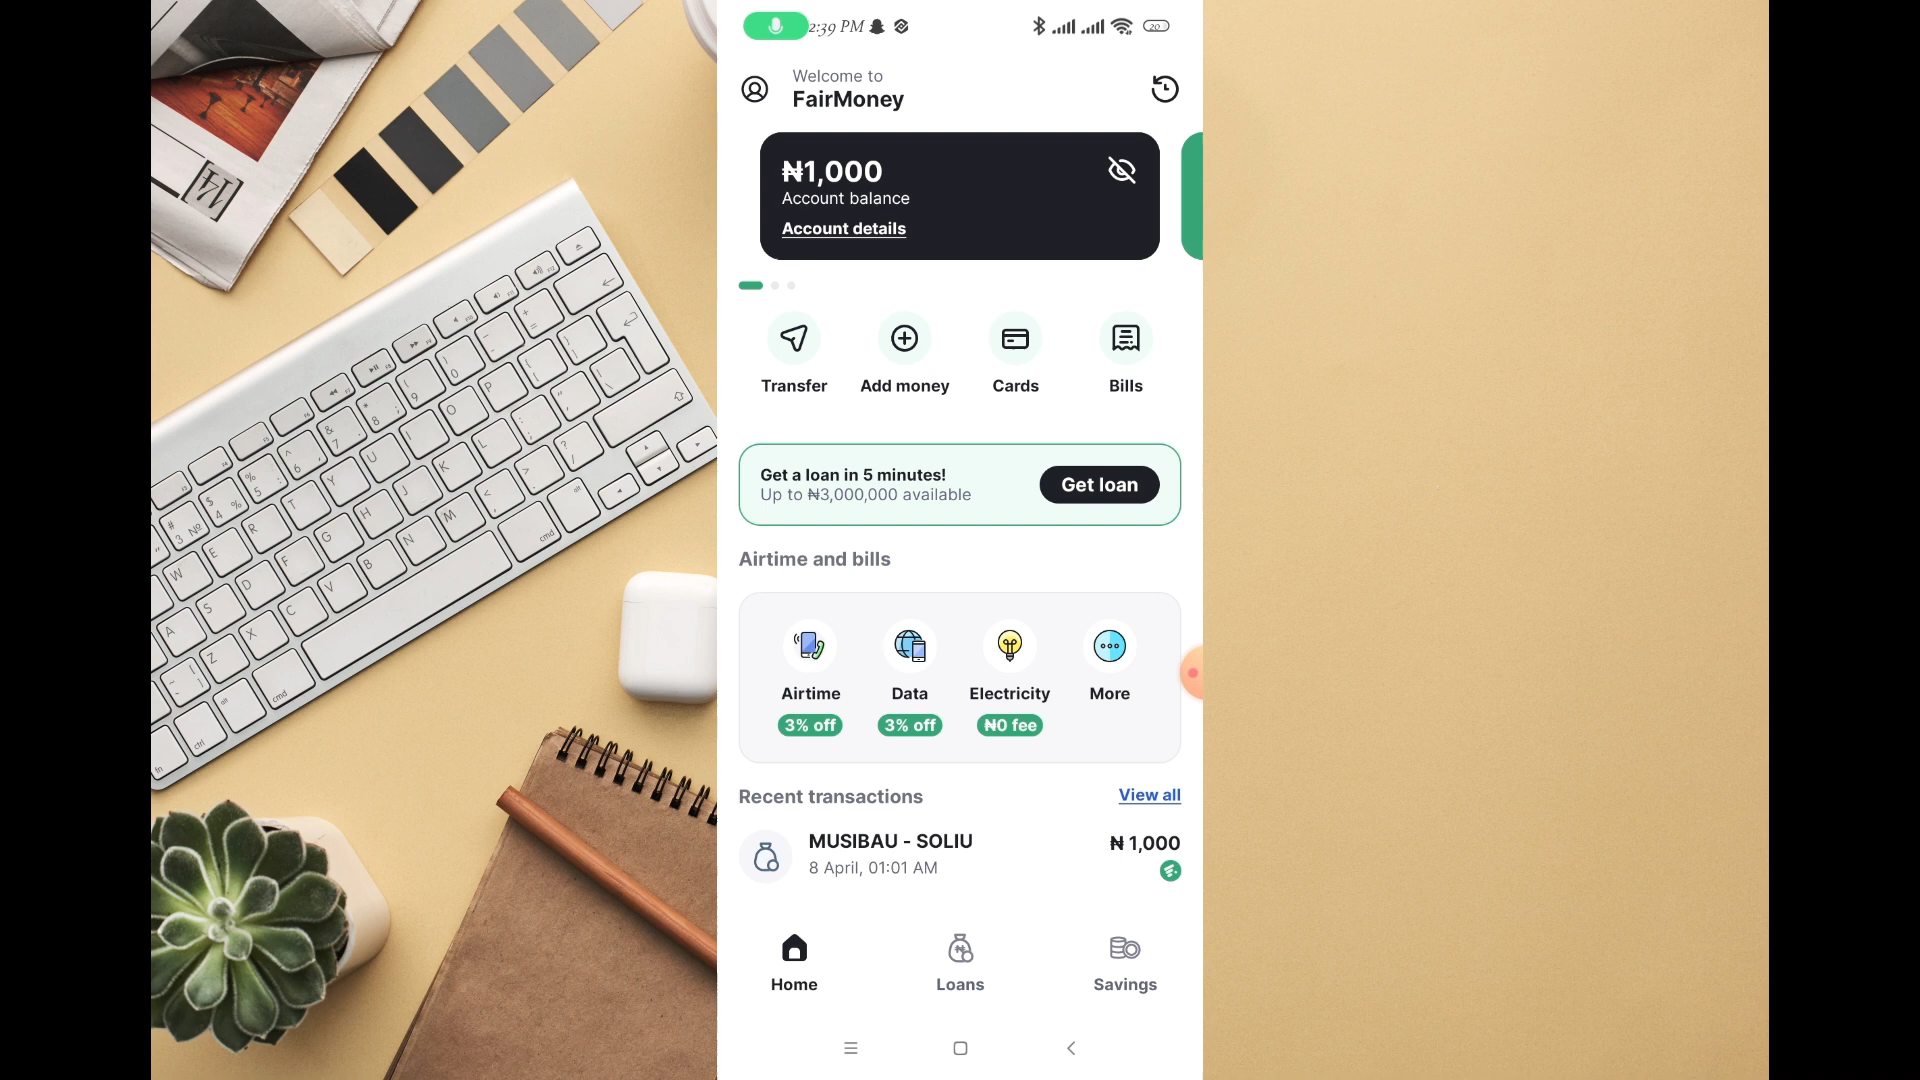 2:39 PM
20
Welcome to
FairMoney
₦1,000
Account balance
Account details
Transfer
Add money
Cards
Bills
Get a loan in 5 minutes!
Up to ₦3,000,000 available
Get loan
Airtime and bills
Airtime
Data
Electricity
More
3% off
3% off
₦0 fee
Recent transactions
View all
MUSIBAU - SOLIU
₦ 1,000
8 April, 01:01 AM
Home
Loans
Savings